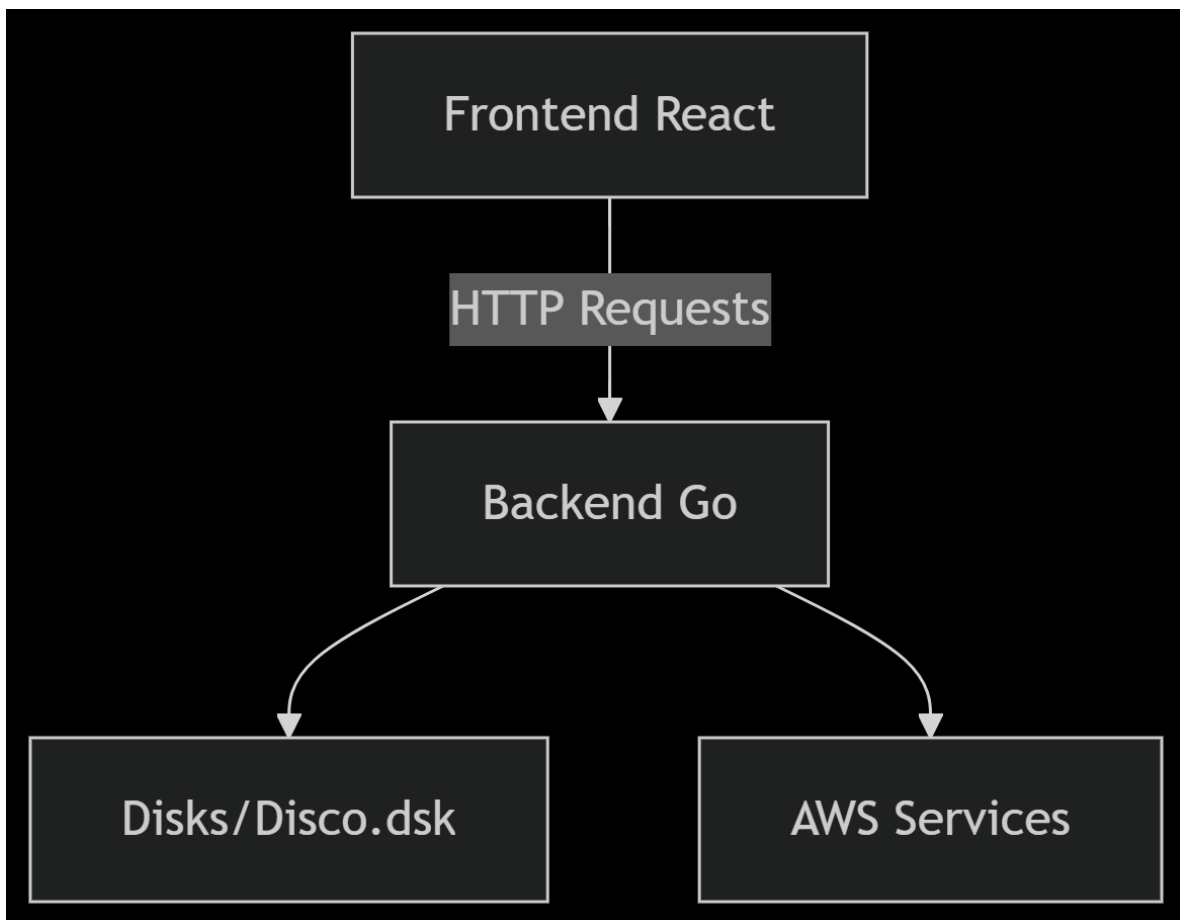 Frontend React
HTTP Requests
Backend Go
Disks/Disco.dsk
AWS Services